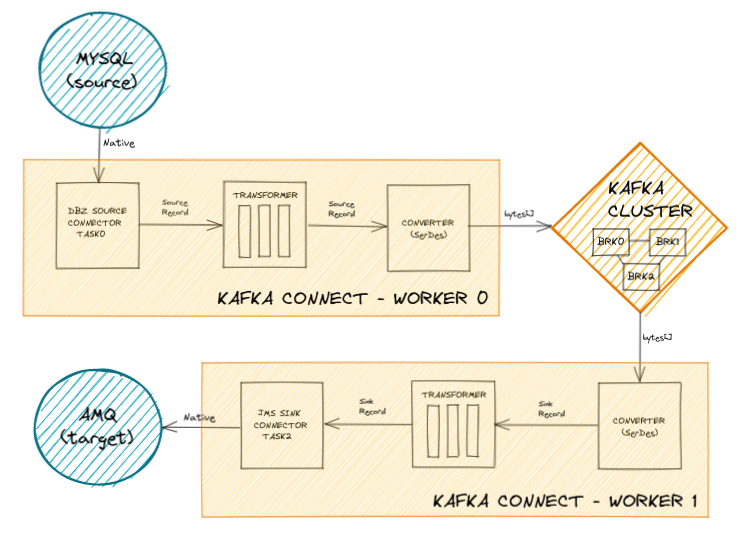 MYSQL
(source)
Native
DBZ SOURCE
CONNECTOR
TASK0
Source
Record
TRANSFORMER
Source
Record
CONVERTER
(SerDes)
bytes[]
KAFKA CONNECT - WORKER 0
KAFKA
CLUSTER
BRK0
BRK1
BRK2
bytes[]
CONVERTER
(SerDes)
Sink
Record
TRANSFORMER
Sink
Record
JMS SINK
CONNECTOR
TASK2
Native
AMQ
(target)
KAFKA CONNECT - WORKER 1